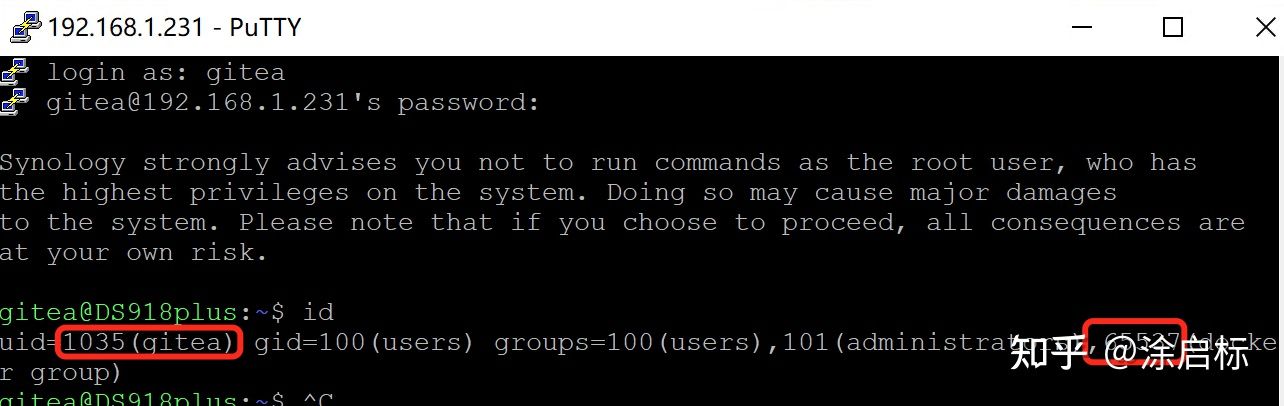 192.168.1.231 - PuTTY
login as: gitea
gitea@192.168.1.231's password:
Synology strongly advises you not to run commands as the root user, who has
the highest privileges on the system. Doing so may cause major damages
to the system. Please note that if you choose to proceed, all consequences are
at your own risk.
gitea@DS918plus:~$ id
uid=1035(gitea) gid=100(users) groups=100(users),101(administrators),65537(docke
r group)
知乎 @涂启标
gitea@DS918plus:~$ ^C